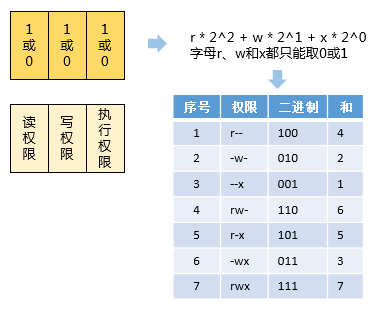 1或0 1或0 1或0
读权限 写权限 执行权限
r * 2^2 + w * 2^1 + x * 2^0
字母r、w和x都只能取0或1
序号 权限 二进制 和
1 r-- 100 4
2 -w- 010 2
3 --x 001 1
4 rw- 110 6
5 r-x 101 5
6 -wx 011 3
7 rwx 111 7